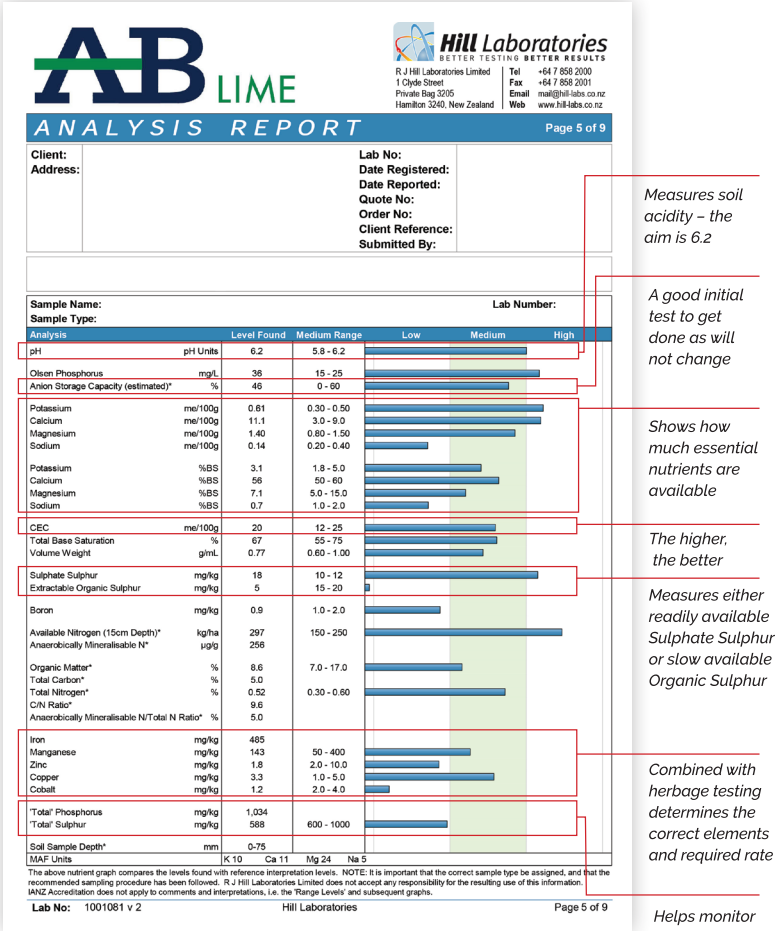 AB LIME
Hill Laboratories
BETTER TESTING BETTER RESULTS
R J Hill Laboratories Limited
1 Clyde Street
Private Bag 3205
Hamilton 3240, New Zealand
Tel +64 7 858 2000
Fax +64 7 858 2001
Email mail@hill-labs.co.nz
Web www.hill-labs.co.nz
ANALYSIS REPORT Page 5 of 9
Client:
Address:
Lab No:
Date Registered:
Date Reported:
Quote No:
Order No:
Client Reference:
Submitted By:
Sample Name: Lab Number:
Sample Type:
Analysis Level Found Medium Range Low Medium High
pH pH Units 6.2 5.8 - 6.2
Olsen Phosphorus mg/L 36 15 - 25
Anion Storage Capacity (estimated)* % 46 0 - 60
Potassium me/100g 0.61 0.30 - 0.50
Calcium me/100g 11.1 3.0 - 9.0
Magnesium me/100g 1.40 0.80 - 1.50
Sodium me/100g 0.14 0.20 - 0.40
Potassium %BS 3.1 1.8 - 5.0
Calcium %BS 56 50 - 60
Magnesium %BS 7.1 5.0 - 15.0
Sodium %BS 0.7 1.0 - 2.0
CEC me/100g 20 12 - 25
Total Base Saturation % 67 55 - 75
Volume Weight g/mL 0.77 0.60 - 1.00
Sulphate Sulphur mg/kg 18 10 - 12
Extractable Organic Sulphur mg/kg 5 15 - 20
Boron mg/kg 0.9 1.0 - 2.0
Available Nitrogen (15cm Depth)* kg/ha 297 150 - 250
Anaerobically Mineralisable N* µg/g 256
Organic Matter* % 8.6 7.0 - 17.0
Total Carbon* % 5.0
Total Nitrogen* % 0.52 0.30 - 0.60
C/N Ratio* 9.6
Anaerobically Mineralisable N/Total N Ratio* % 5.0
Iron mg/kg 485
Manganese mg/kg 143 50 - 400
Zinc mg/kg 1.8 2.0 - 10.0
Copper mg/kg 3.3 1.0 - 5.0
Cobalt mg/kg 1.2 2.0 - 4.0
'Total' Phosphorus mg/kg 1,034
'Total' Sulphur mg/kg 588 600 - 1000
Soil Sample Depth* mm 0-75
MAF Units K 10 Ca 11 Mg 24 Na 5
The above nutrient graph compares the levels found with reference interpretation levels. NOTE: It is important that the correct sample type be assigned, and that the
recommended sampling procedure has been followed. R J Hill Laboratories Limited does not accept any responsibility for the resulting use of this information.
IANZ Accreditation does not apply to comments and interpretations, i.e. the 'Range Levels' and subsequent graphs.
Lab No: 1001081 v 2 Hill Laboratories Page 5 of 9
Measures soil
acidity – the
aim is 6.2
A good initial
test to get
done as will
not change
Shows how
much essential
nutrients are
available
The higher,
the better
Measures either
readily available
Sulphate Sulphur
or slow available
Organic Sulphur
Combined with
herbage testing
determines the
correct elements
and required rate
Helps monitor